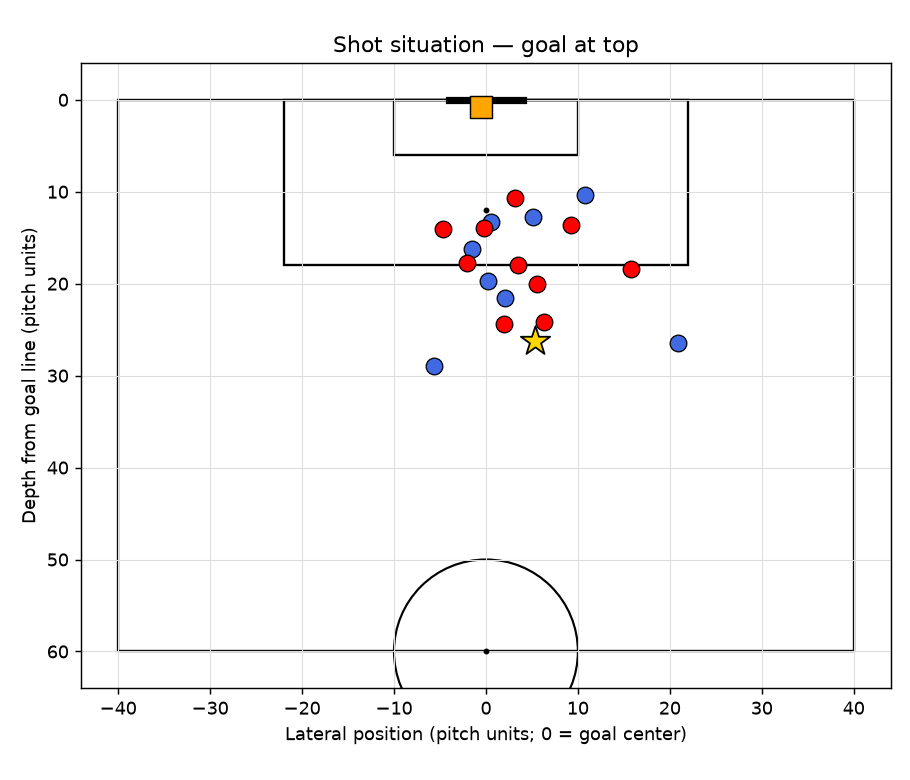 Shot situation — goal at top
0
10
20
30
40
50
60
−40 −30 −20 −10 0 10 20 30 40
Depth from goal line (pitch units)
Lateral position (pitch units; 0 = goal center)